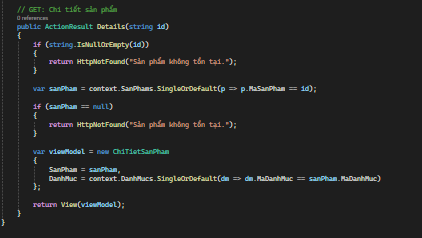 // GET: Chi tiết sản phẩm
0 references
public ActionResult Details(string id)
{
if (string.IsNullOrEmpty(id))
{
return HttpNotFound("Sản phẩm không tồn tại.");
}
var sanPham = context.SanPhams.SingleOrDefault(p => p.MaSanPham == id);
if (sanPham == null)
{
return HttpNotFound("Sản phẩm không tồn tại.");
}
var viewModel = new ChiTietSanPham
{
SanPham = sanPham,
DanhMuc = context.DanhMucs.SingleOrDefault(dm => dm.MaDanhMuc == sanPham.MaDanhMuc)
};
return View(viewModel);
}
}